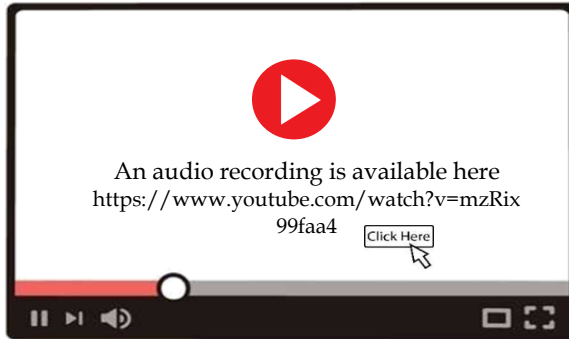 An audio recording is available here
https://www.youtube.com/watch?v=mzRix
99faa4
Click Here